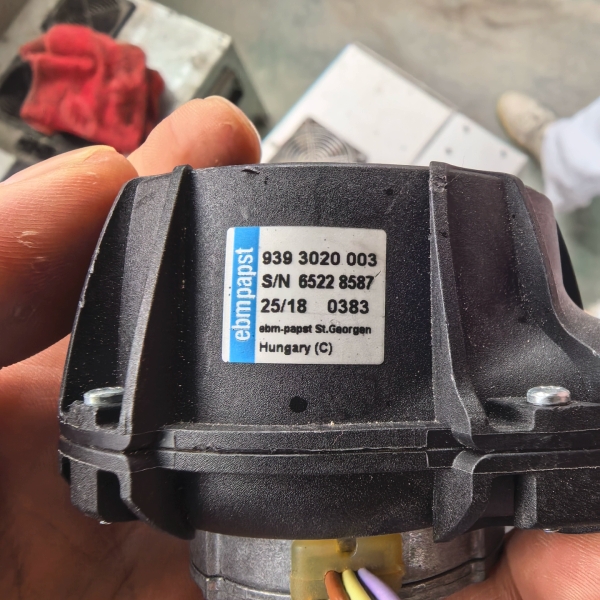 ebmpapst
939 3020 003
S/N 6522 8587
25/18 0383
ebm-papst St.Georgen
Hungary (C)